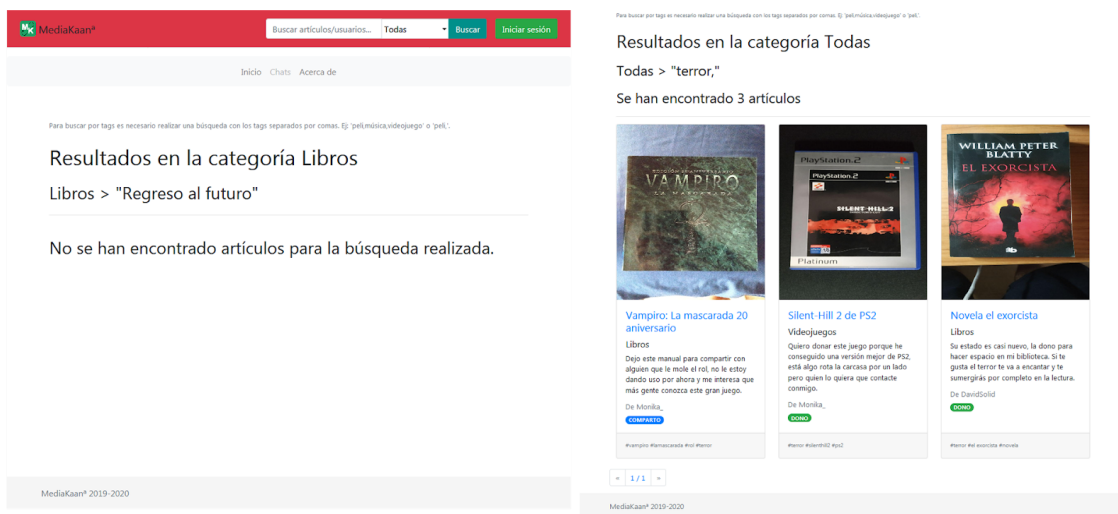 MK MediaKaanª
Buscar artículos/usuarios...
Todas
Buscar
Iniciar sesión
Inicio Chats Acerca de
Para buscar por tags es necesario realizar una búsqueda con los tags separados por comas. Ej: 'peli,música,videojuego' o 'peli,'.
Resultados en la categoría Libros
Libros > "Regreso al futuro"
No se han encontrado artículos para la búsqueda realizada.
MediaKaanª 2019-2020
Para buscar por tags es necesario realizar una búsqueda con los tags separados por comas. Ej: 'peli,música,videojuego' o 'peli,'.
Resultados en la categoría Todas
Todas > "terror,"
Se han encontrado 3 artículos
EDICIÓN 20 ANIVERSARIO
VAMPIRO
LA MASCARADA
Vampiro: La mascarada 20
aniversario
Libros
Dejo este manual para compartir con
alguien que le mole el rol, no le estoy
dando uso por ahora y me interesa que
más gente conozca este gran juego.
De Monika_
COMPARTO
#vampiro #lamascarada #rol #terror
PlayStation.2
PlayStation.2
KONAMI
SILENT HILL 2
Platinum
Silent-Hill 2 de PS2
Videojuegos
Quiero donar este juego porque he
conseguido una versión mejor de PS2,
está algo rota la carcasa por un lado
pero quien lo quiera que contacte
conmigo.
De Monika_
DONO
#terror #silenthill2 #ps2
WILLIAM PETER
BLATTY
EL EXORCISTA
Novela el exorcista
Libros
Su estado es casi nuevo, la dono para
hacer espacio en mi biblioteca. Si te
gusta el terror te va a encantar y te
sumergirás por completo en la lectura.
De DavidSolid
DONO
#terror #el exorcista #novela
« 1 / 1 »
MediaKaanª 2019-2020